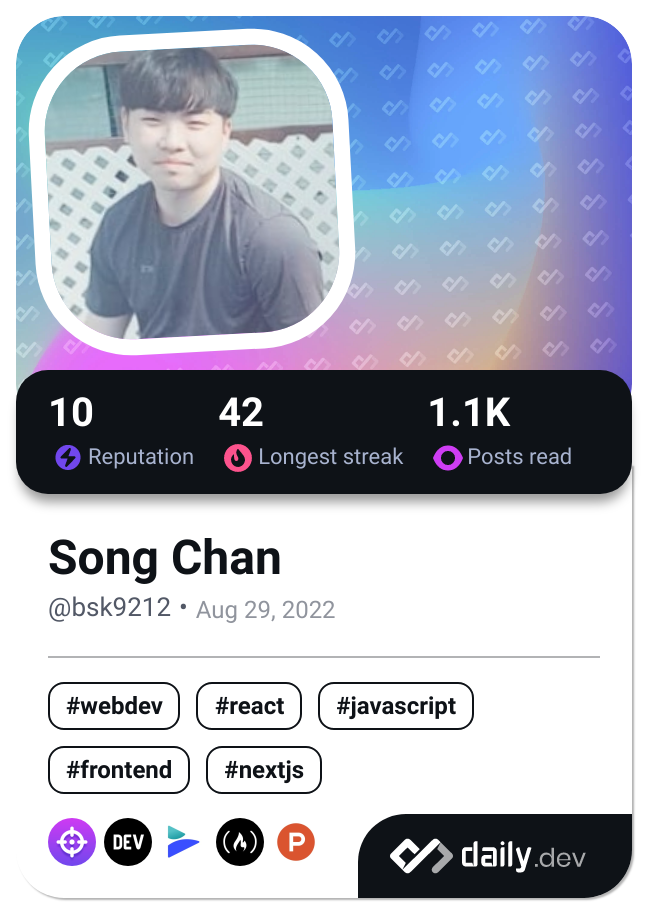 10 42 1.1K
Reputation Longest streak Posts read
Song Chan
@bsk9212 • Aug 29, 2022
#webdev #react #javascript
#frontend #nextjs
DEV P daily.dev